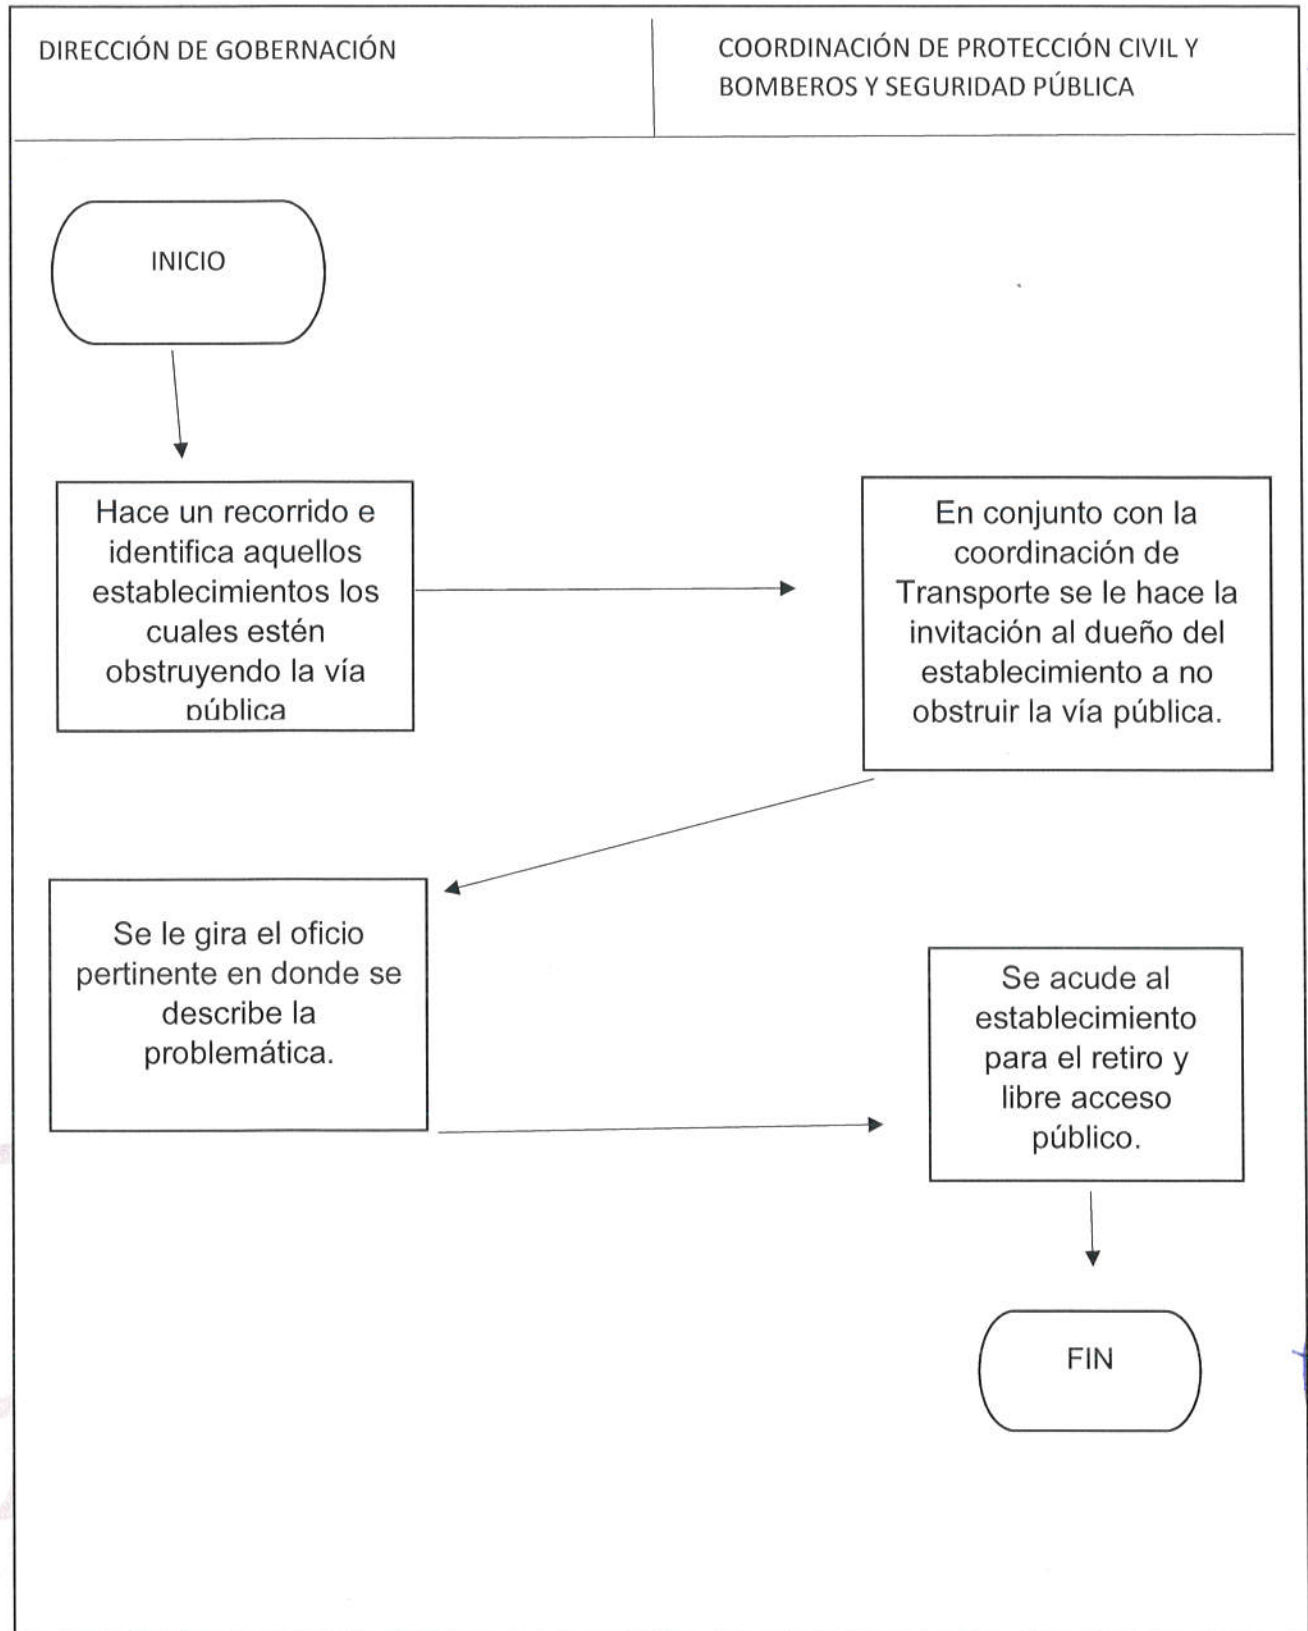 DIRECCIÓN DE GOBERNACIÓN
COORDINACIÓN DE PROTECCIÓN CIVIL Y
BOMBEROS Y SEGURIDAD PÚBLICA
INICIO
Hace un recorrido e
identifica aquellos
establecimientos los
cuales estén
obstruyendo la vía
pública
En conjunto con la
coordinación de
Transporte se le hace la
invitación al dueño del
establecimiento a no
obstruir la vía pública.
Se le gira el oficio
pertinente en donde se
describe la
problemática.
Se acude al
establecimiento
para el retiro y
libre acceso
público.
FIN